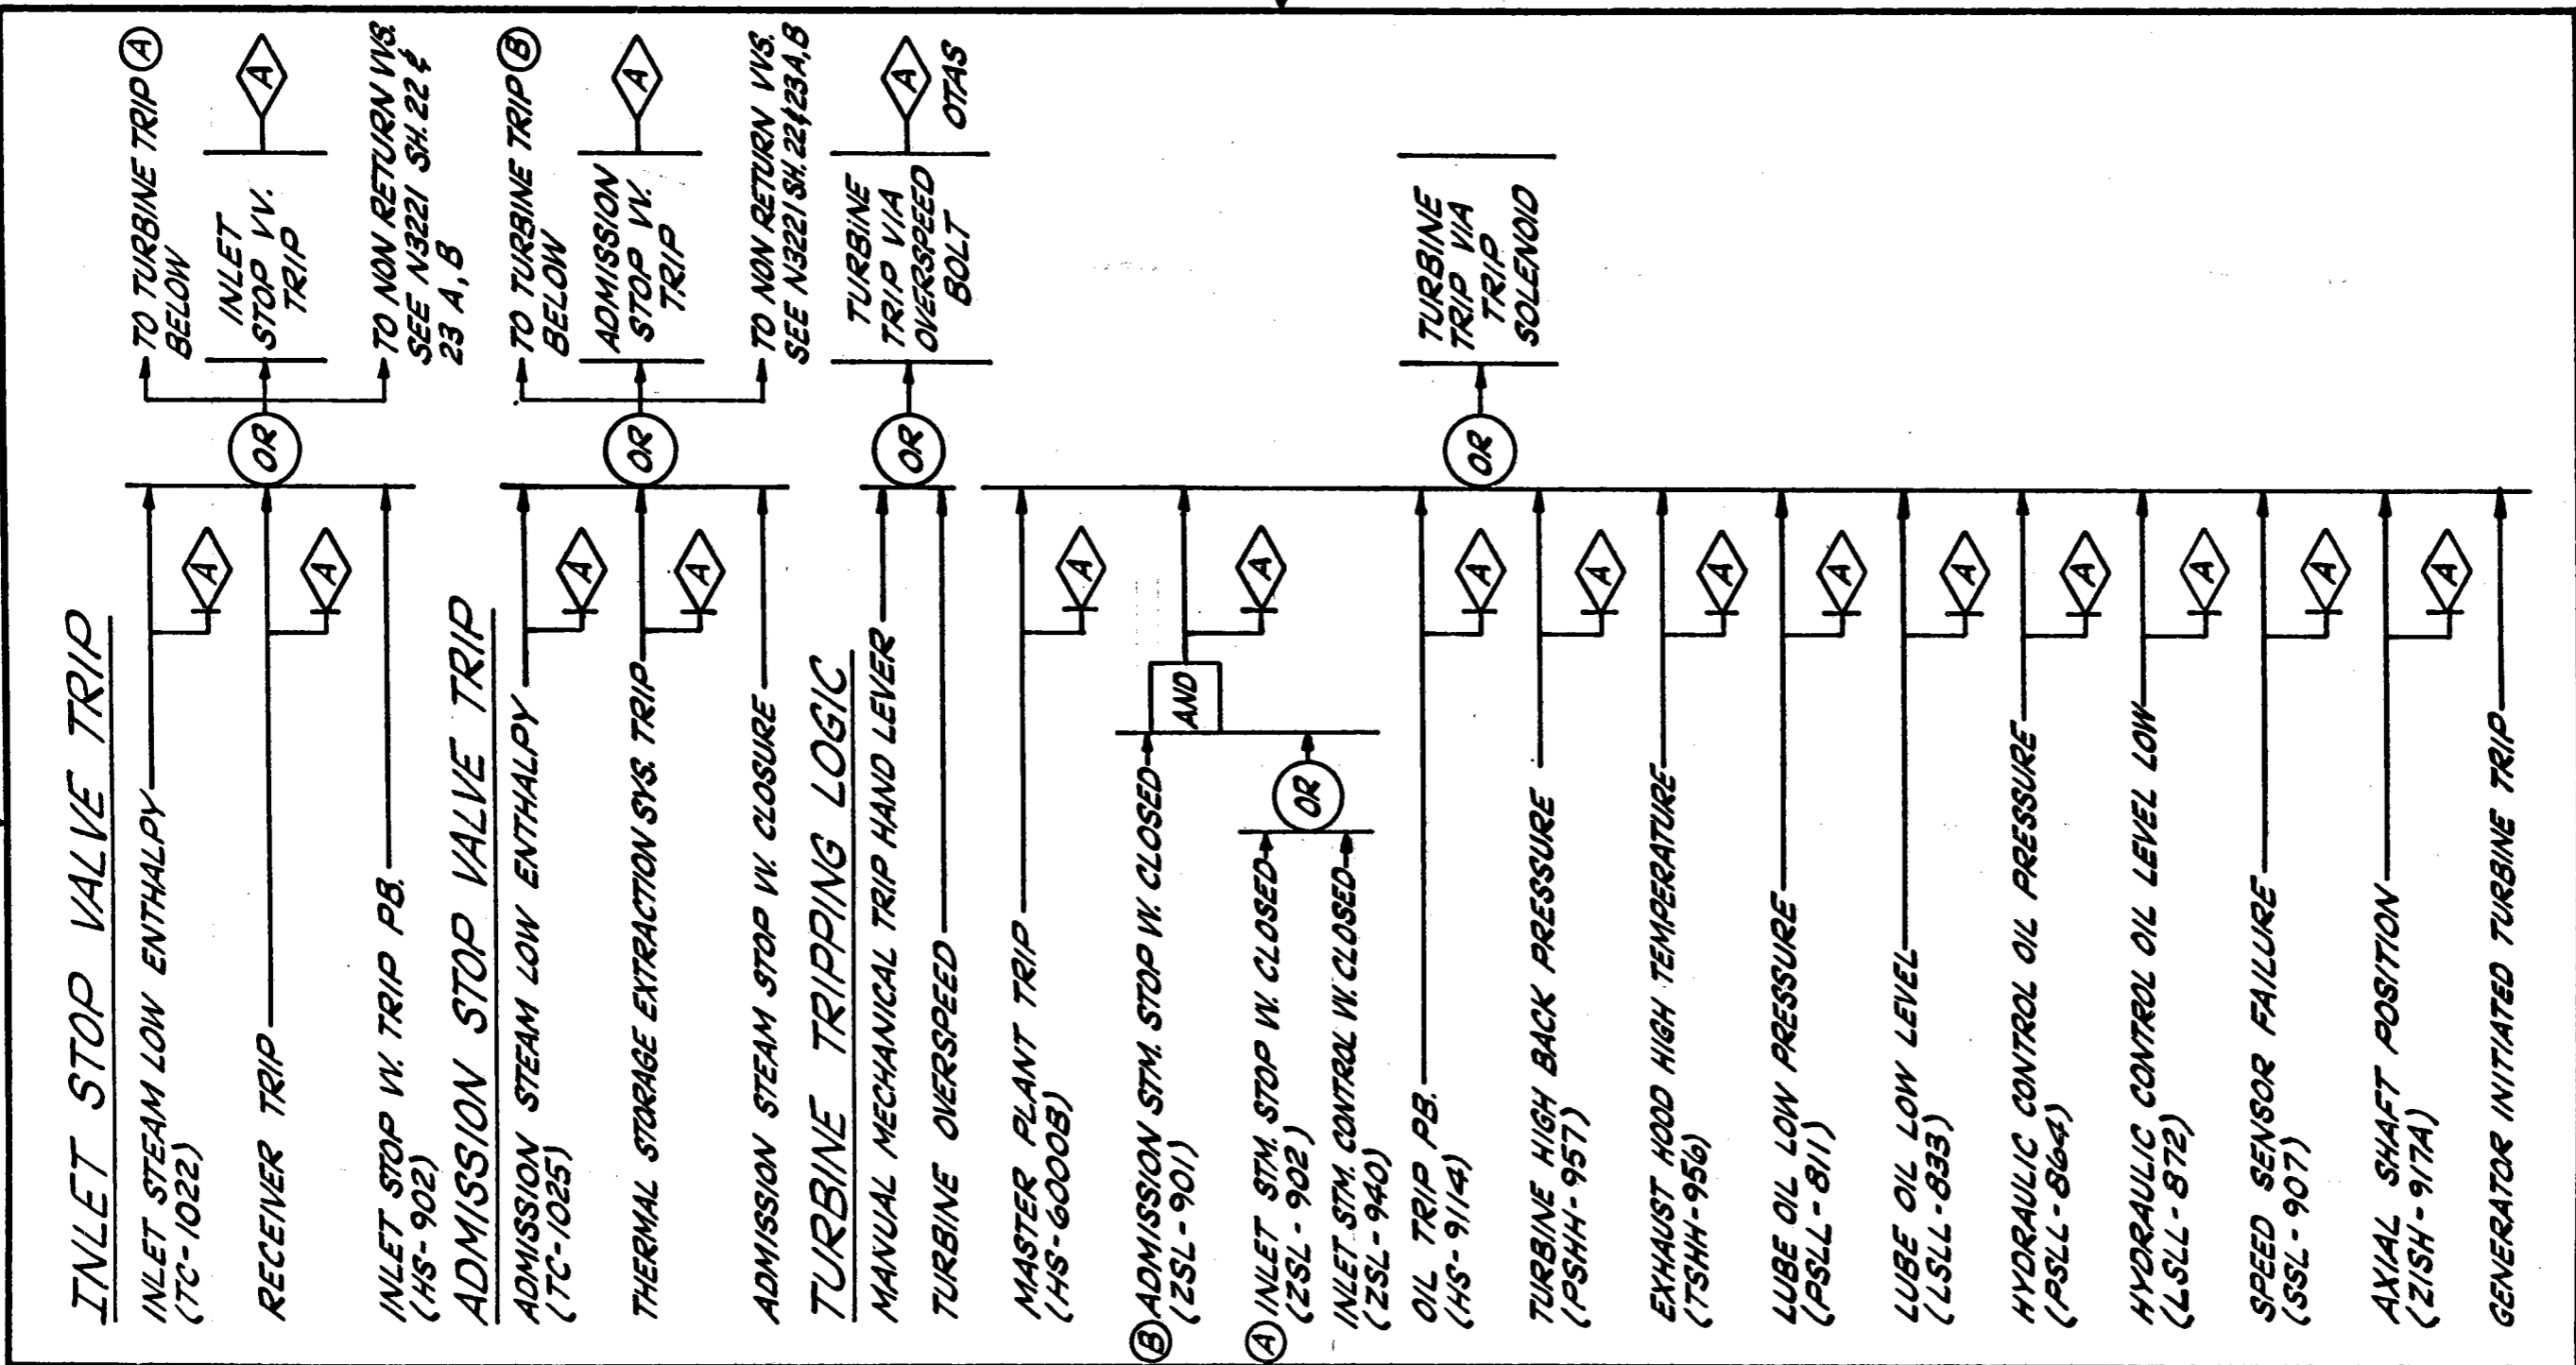 INLET STOP VALVE TRIP
INLET STEAM LOW ENTHALPY
(TC-1022)
A
RECEIVER TRIP
A
INLET STOP VV. TRIP PB.
(HS-902)
OR
TO TURBINE TRIP A
BELOW
INLET
STOP VV.
TRIP
A
TO NON RETURN VVS.
SEE N3221 SH. 22 &
23 A, B
ADMISSION STOP VALVE TRIP
ADMISSION STEAM LOW ENTHALPY
(TC-1025)
A
THERMAL STORAGE EXTRACTION SYS. TRIP
A
ADMISSION STEAM STOP VV. CLOSURE
OR
TO TURBINE TRIP B
BELOW
ADMISSION
STOP VV.
TRIP
A
TO NON RETURN VVS.
SEE N3221 SH. 22 & 23A, B
TURBINE TRIPPING LOGIC
MANUAL MECHANICAL TRIP HAND LEVER
TURBINE OVERSPEED
OR
TURBINE
TRIP VIA
OVERSPEED
BOLT
A
OTAS
MASTER PLANT TRIP
(HS-6000B)
A
B ADMISSION STM. STOP VV. CLOSED
(ZSL-901)
AND
A
A INLET STM. STOP VV. CLOSED
(ZSL-902)
OR
INLET STM. CONTROL VV. CLOSED
(ZSL-940)
OIL TRIP PB.
(HS-9114)
A
OR
TURBINE
TRIP VIA
TRIP
SOLENOID
TURBINE HIGH BACK PRESSURE
(PSHH-957)
A
EXHAUST HOOD HIGH TEMPERATURE
(TSHH-956)
A
LUBE OIL LOW PRESSURE
(PSLL-811)
A
LUBE OIL LOW LEVEL
(LSLL-833)
A
HYDRAULIC CONTROL OIL PRESSURE
(PSLL-864)
A
HYDRAULIC CONTROL OIL LEVEL LOW
(LSLL-872)
A
SPEED SENSOR FAILURE
(SSL-907)
A
AXIAL SHAFT POSITION
(ZISH-917A)
A
GENERATOR INITIATED TURBINE TRIP